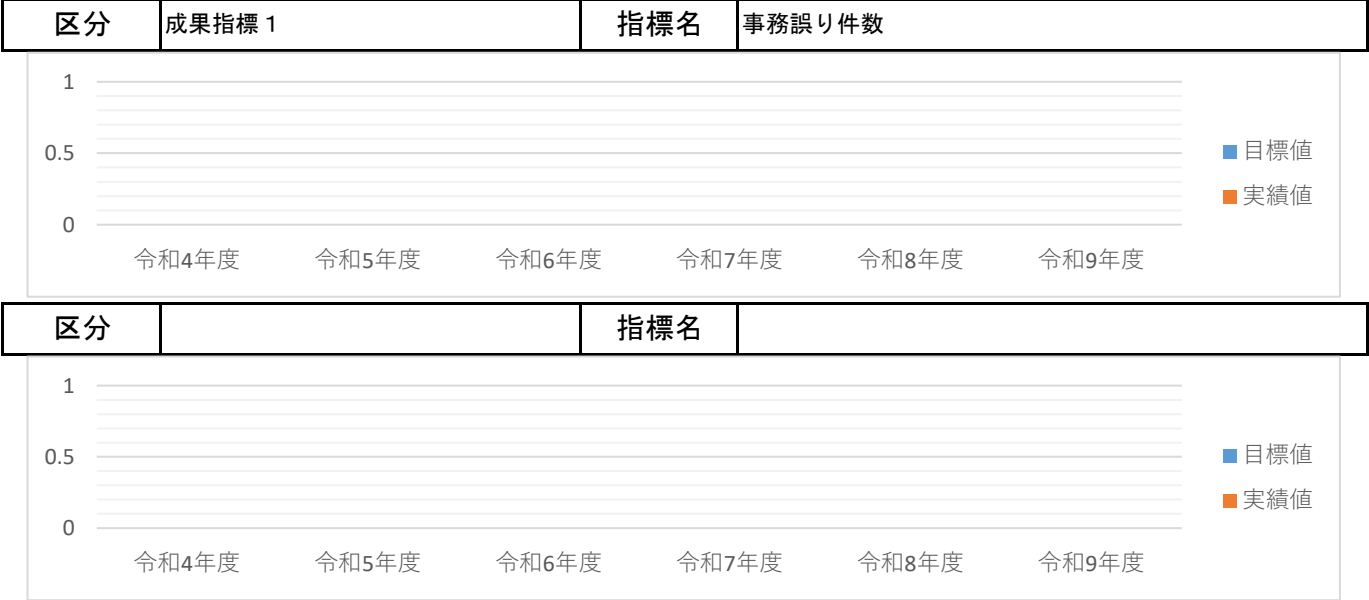 区分 成果指標１ 指標名 事務誤り件数
1
0.5
0
目標値
実績値
令和4年度 令和5年度 令和6年度 令和7年度 令和8年度 令和9年度
区分 指標名
1
0.5
0
目標値
実績値
令和4年度 令和5年度 令和6年度 令和7年度 令和8年度 令和9年度